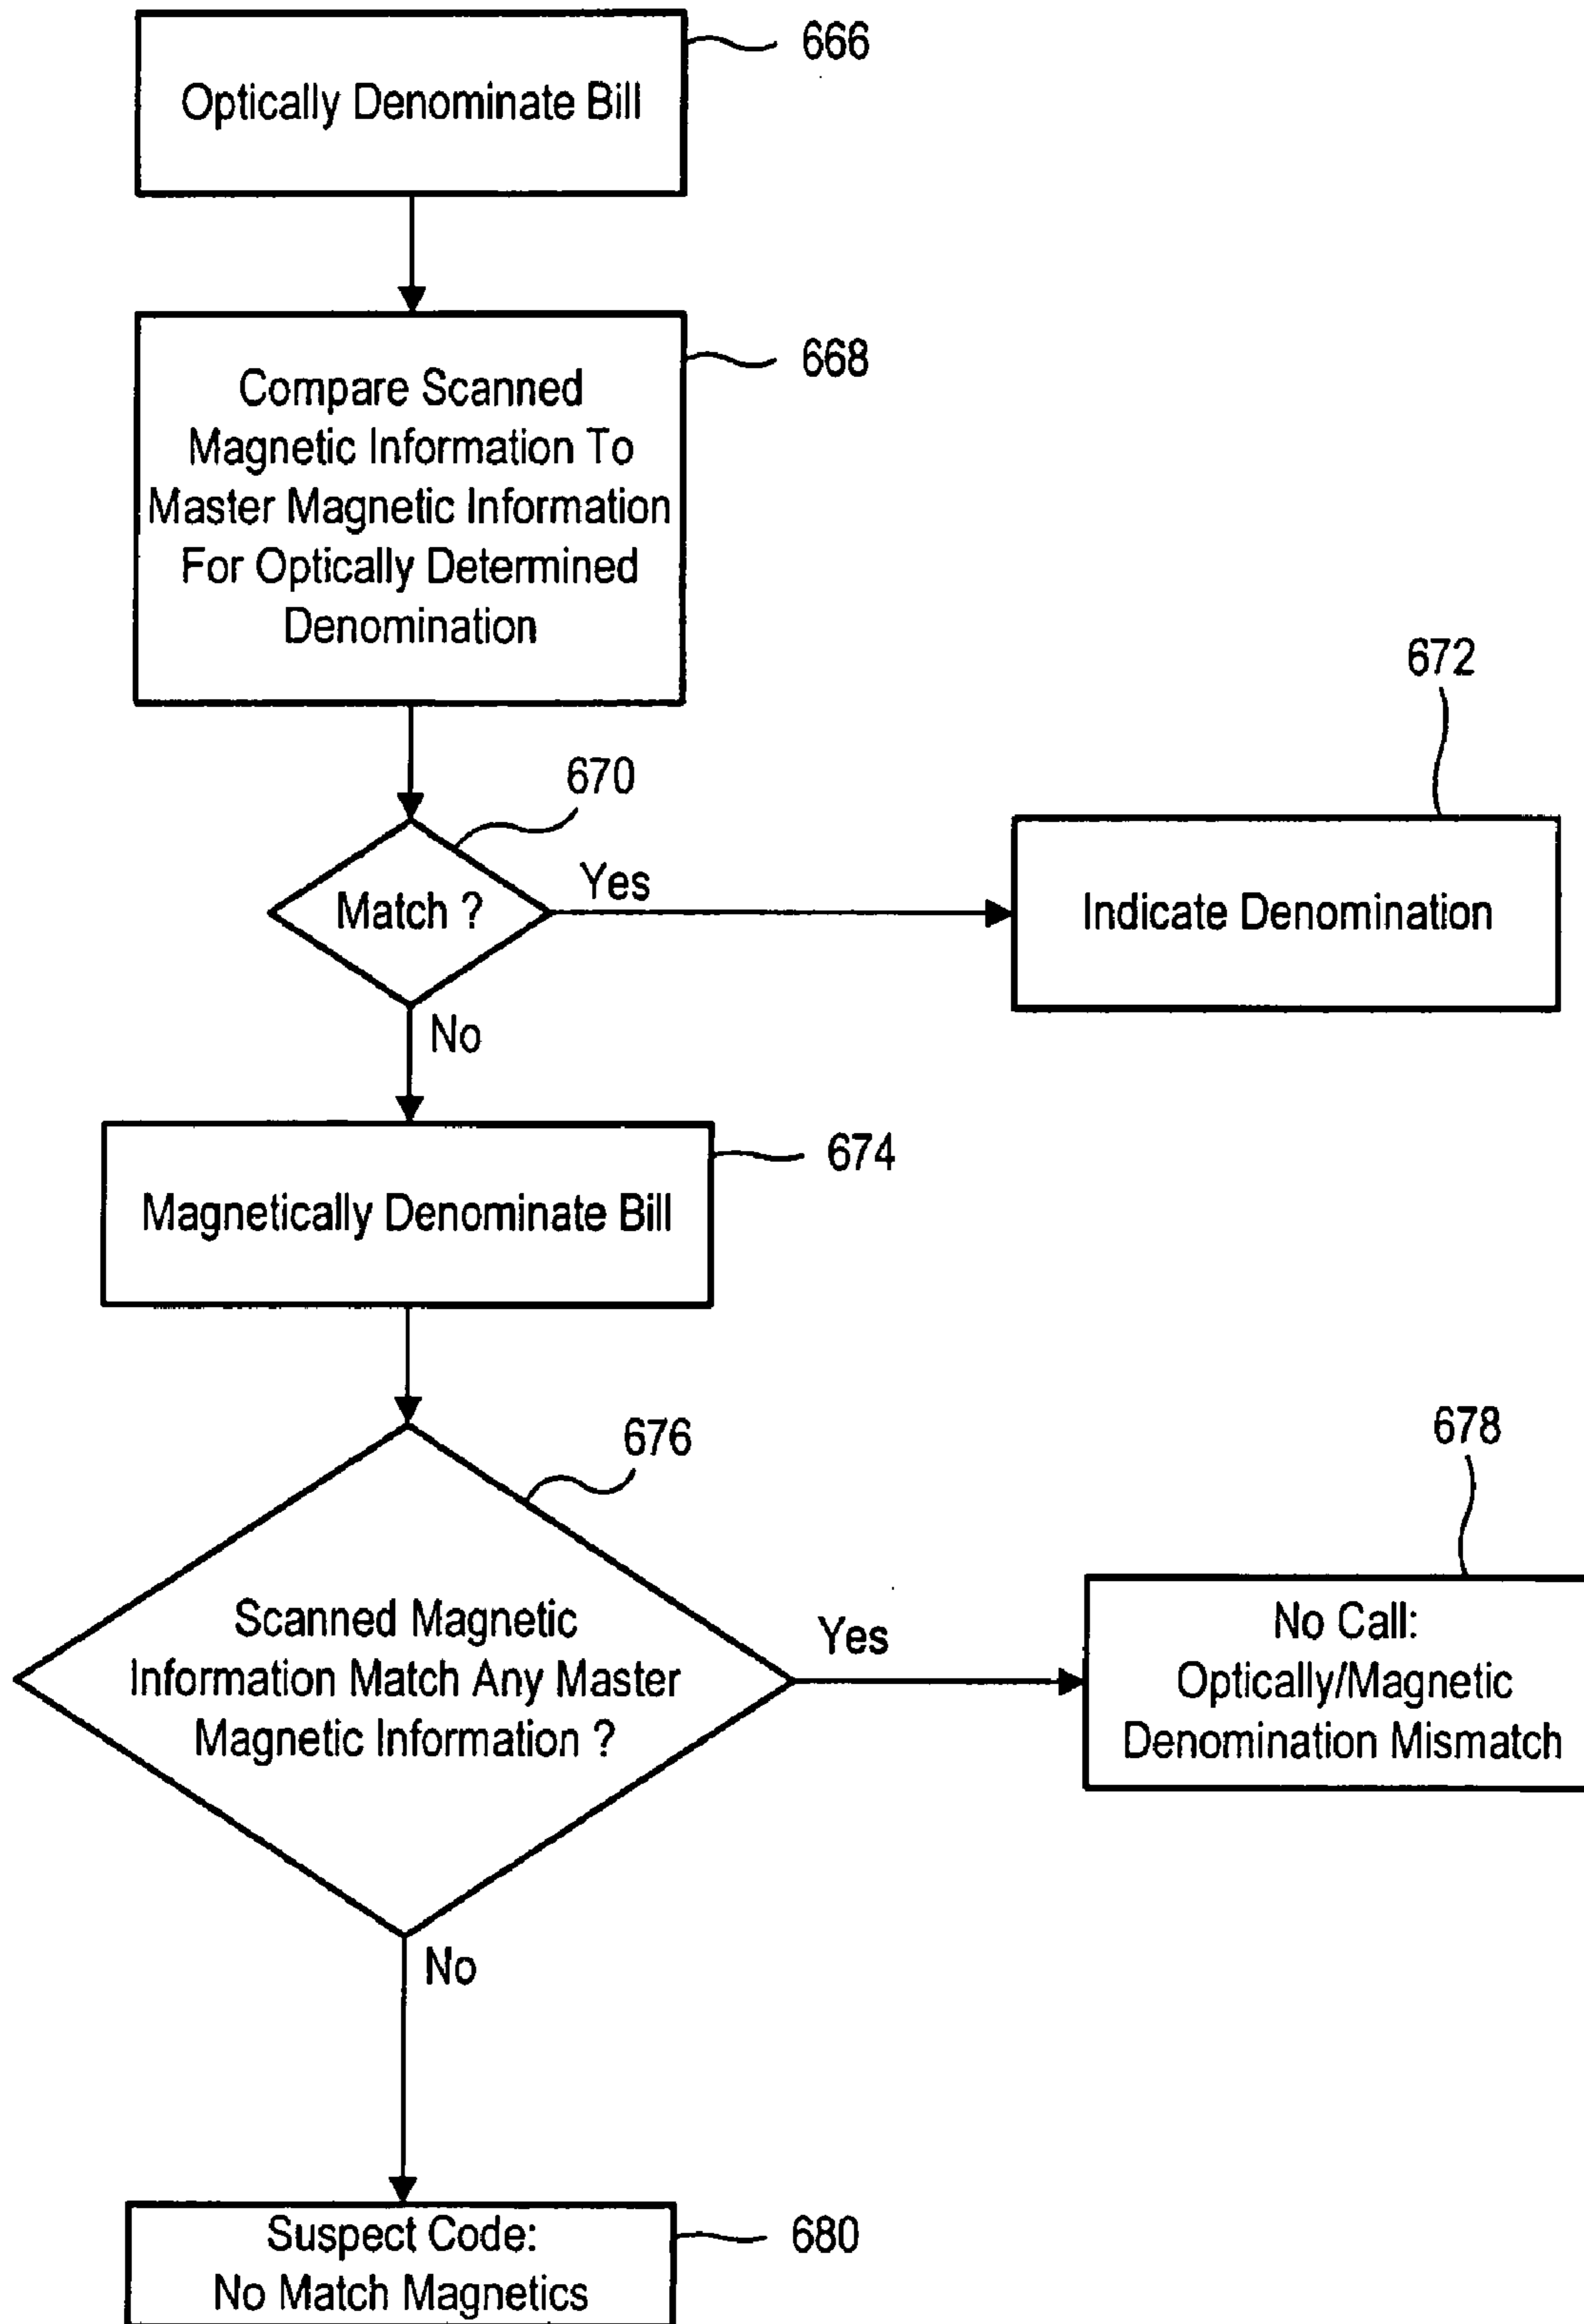 666
Optically Denominate Bill
668
Compare Scanned
Magnetic Information To
Master Magnetic Information
For Optically Determined
Denomination
672
670
Match ?
Yes
Indicate Denomination
No
674
Magnetically Denominate Bill
676
678
Scanned Magnetic
Information Match Any Master
Magnetic Information ?
Yes
No Call:
Optically/Magnetic
Denomination Mismatch
No
680
Suspect Code:
No Match Magnetics